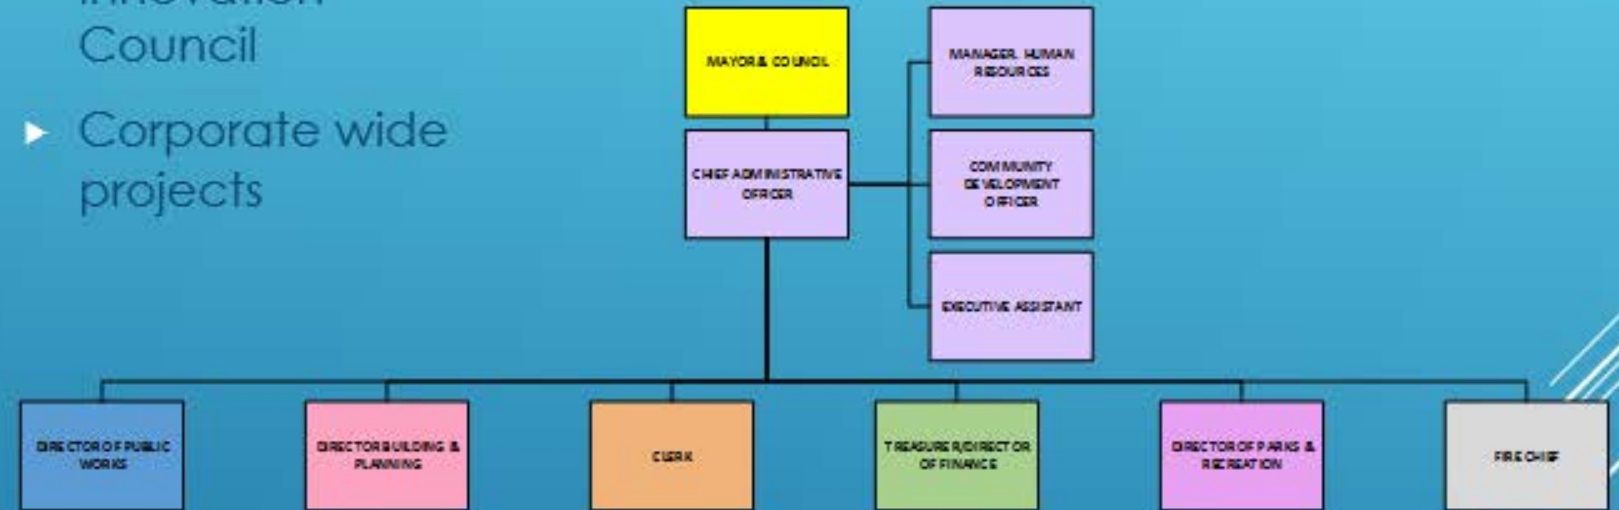 Innovation
Council
Corporate wide
projects
MAYOR & COUNCIL
MANAGER, HUMAN
RESOURCES
CHIEF ADMINISTRATIVE
OFFICER
COMMUNITY
DEVELOPMENT
OFFICER
EXECUTIVE ASSISTANT
DIRECTOR OF PUBLIC
WORKS
DIRECTOR BUILDING &
PLANNING
CLERK
TREASURER/DIRECTOR
OF FINANCE
DIRECTOR OF PARKS &
RECREATION
FIRE CHIEF